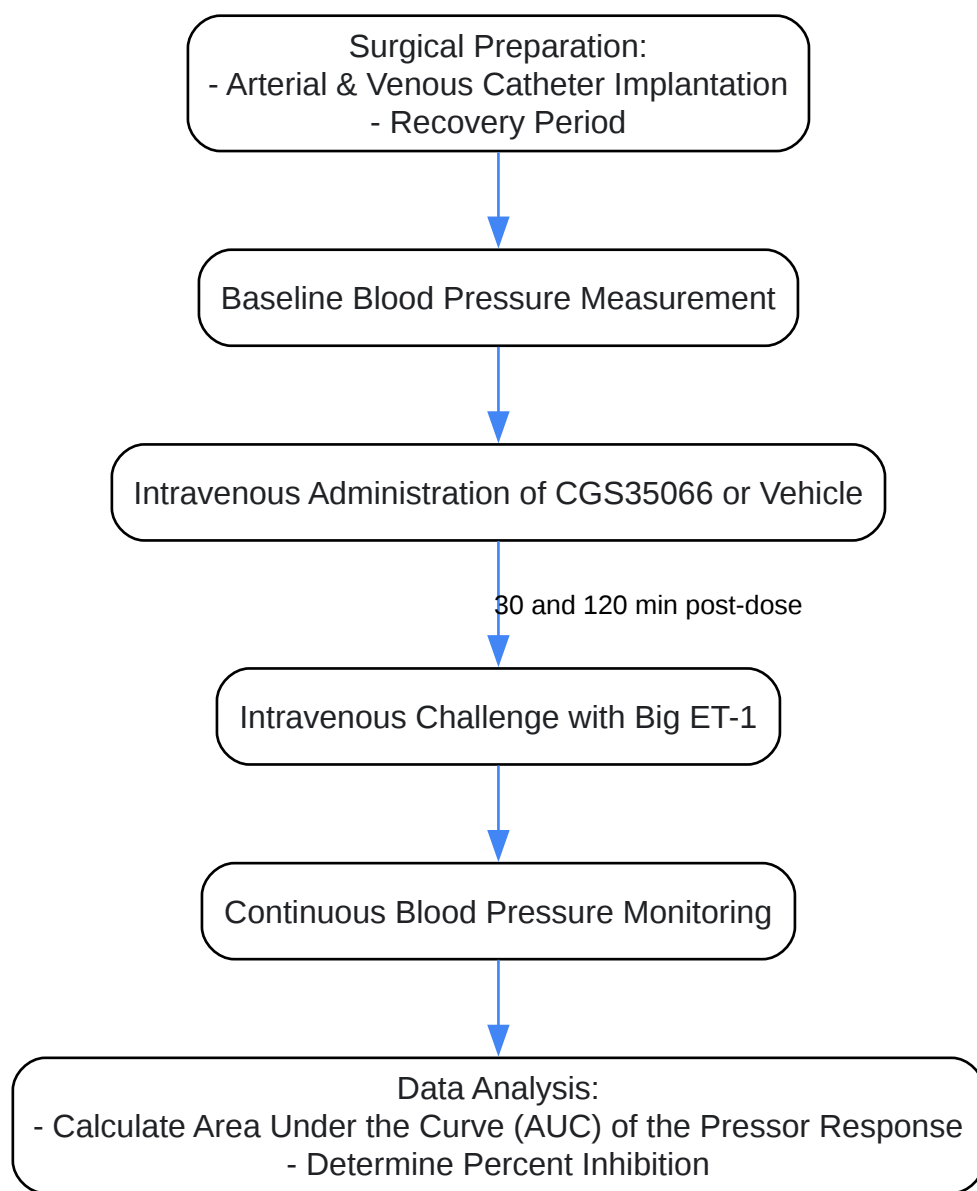 Surgical Preparation:
- Arterial & Venous Catheter Implantation
- Recovery Period
Baseline Blood Pressure Measurement
Intravenous Administration of CGS35066 or Vehicle
30 and 120 min post-dose
Intravenous Challenge with Big ET-1
Continuous Blood Pressure Monitoring
Data Analysis:
- Calculate Area Under the Curve (AUC) of the Pressor Response
- Determine Percent Inhibition